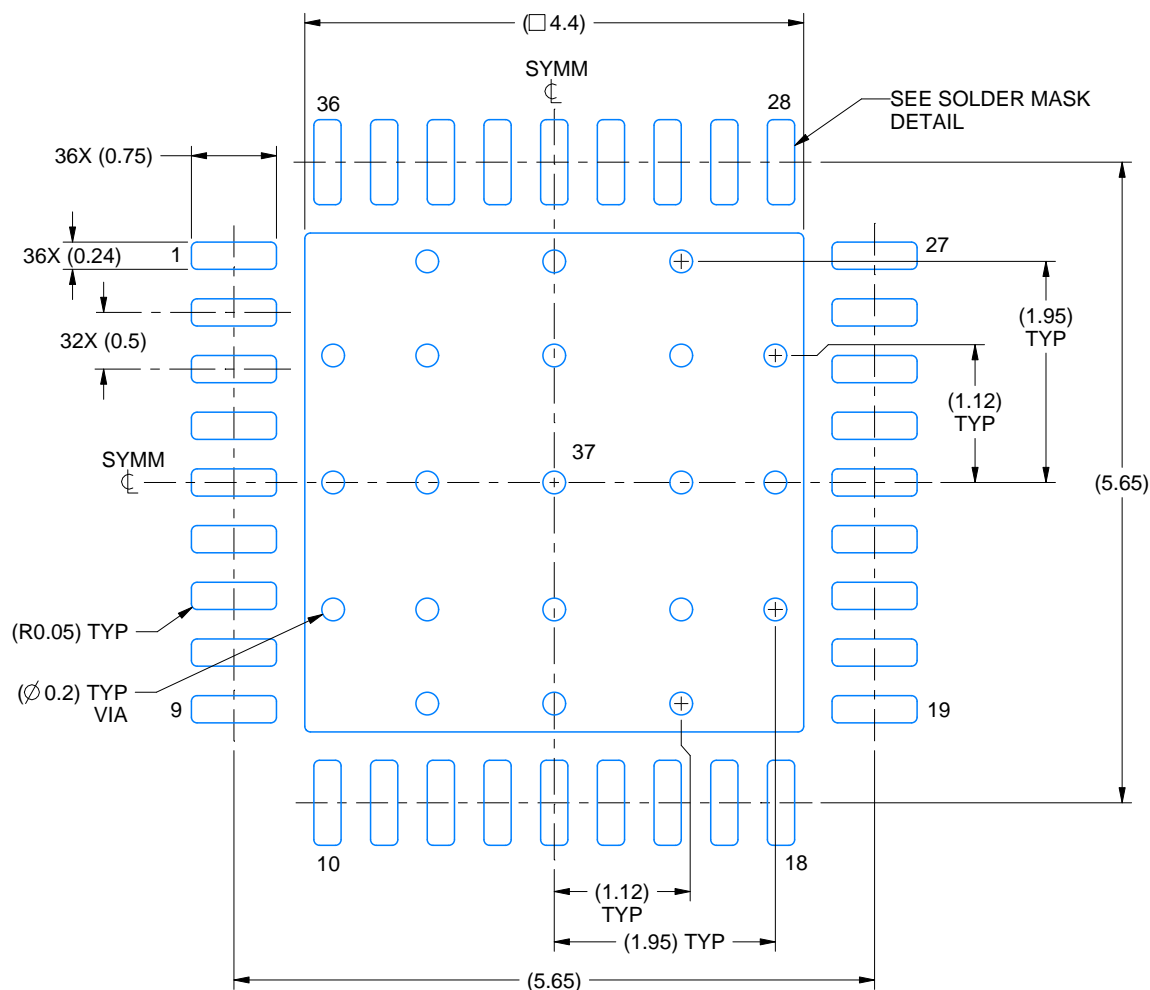 (□ 4.4)
SYMM
℄
36
28
SEE SOLDER MASK
DETAIL
36X (0.75)
1
27
36X (0.24)
(1.95)
TYP
32X (0.5)
(1.12)
TYP
37
SYMM
℄
(5.65)
(R0.05) TYP
(∅ 0.2) TYP
VIA
9
19
10
18
(1.12)
TYP
(1.95) TYP
(5.65)